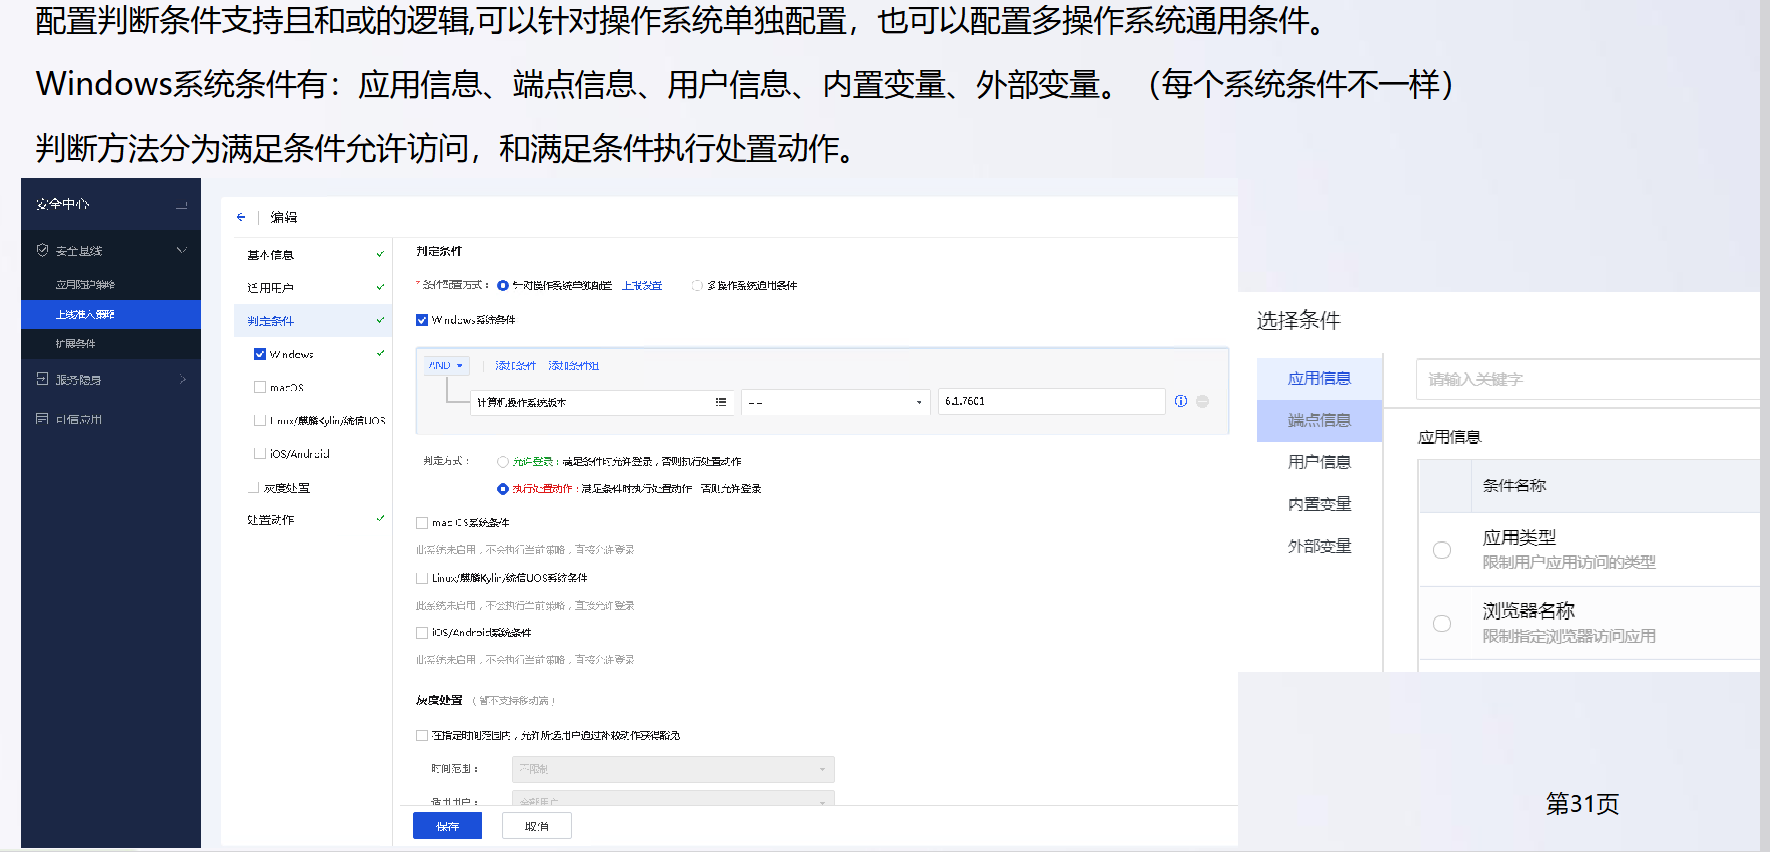 配置判断条件支持且和或的逻辑,可以针对操作系统单独配置，也可以配置多操作系统通用条件。
Windows系统条件有：应用信息、端点信息、用户信息、内置变量、外部变量。（每个系统条件不一样）
判断方法分为满足条件允许访问，和满足条件执行处置动作。
安全中心
安全基线
应用防护策略
上线准入策略
扩展条件
服务隐身
可信应用
编辑
基本信息
适用用户
判定条件
Windows
macOS
Linux/麒麟Kylin/统信UOS
iOS/Android
灰度处置
处置动作
判定条件
* 条件配置方式： 针对操作系统单独配置 上报设置 多操作系统通用条件
Windows系统条件
AND 添加条件 添加条件组
计算机操作系统版本 == 6.1.7601
判定方式： 允许登录：满足条件时允许登录，否则执行处置动作
执行处置动作：满足条件时执行处置动作，否则允许登录
mac OS系统条件
此系统未启用，不会执行当前策略，直接允许登录
Linux/麒麟Kylin/统信UOS系统条件
此系统未启用，不会执行当前策略，直接允许登录
iOS/Android系统条件
此系统未启用，不会执行当前策略，直接允许登录
灰度处置 （暂不支持移动端）
在指定时间范围内，允许所选用户通过补救动作获得豁免
时间范围： 不限制
适用用户： 全部用户
保存 取消
选择条件
应用信息
端点信息
用户信息
内置变量
外部变量
请输入关键字
应用信息
条件名称
应用类型
限制用户应用访问的类型
浏览器名称
限制指定浏览器访问应用
第31页